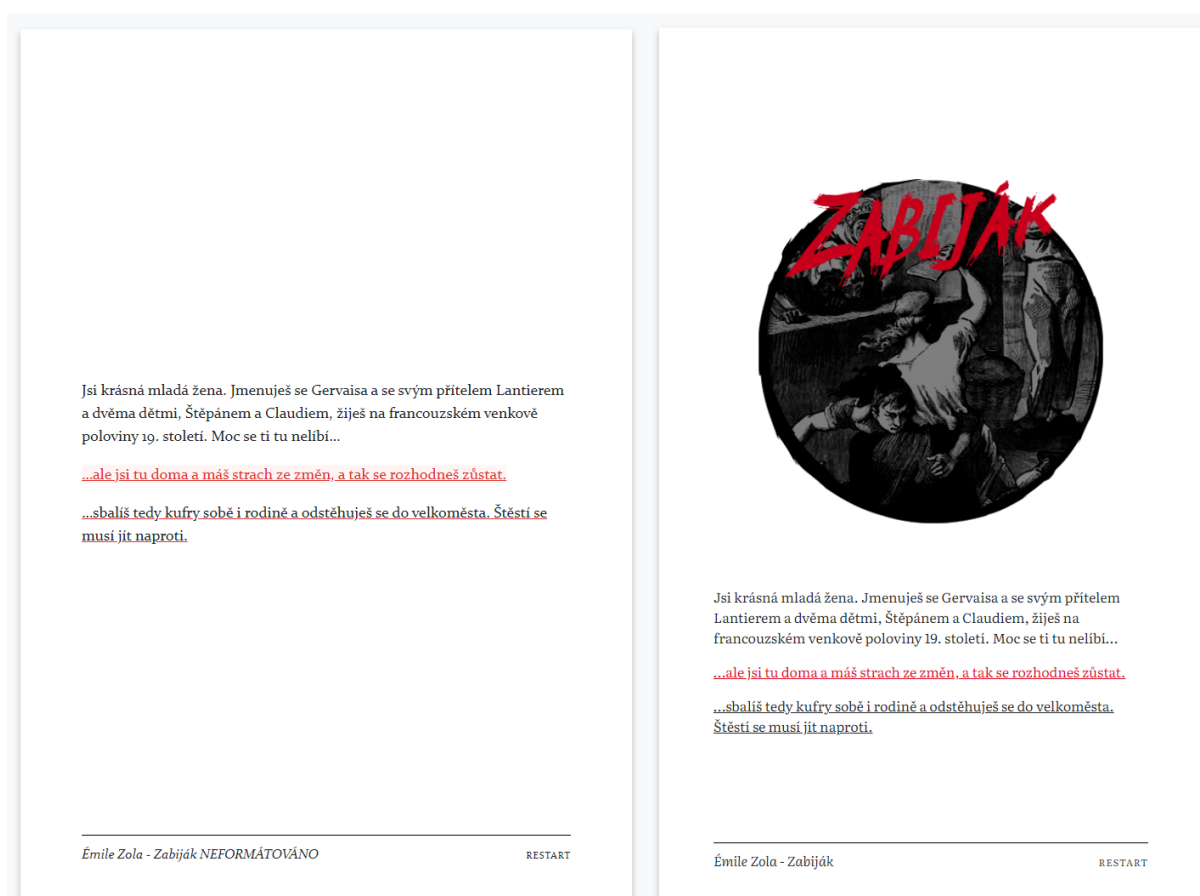 Jsi krásná mladá žena. Jmenuješ se Gervaisa a se svým přítelem Lantierem
a dvěma dětmi, Štěpánem a Claudiem, žiješ na francouzském venkově
poloviny 19. století. Moc se ti tu nelíbí...
...ale jsi tu doma a máš strach ze změn, a tak se rozhodneš zůstat.
...sbalíš tedy kufry sobě i rodině a odstěhuješ se do velkoměsta. Štěstí se
musí jít naproti.
Émile Zola - Zabiják NEFORMÁTOVÁNO
RESTART
ZABIJÁK
Jsi krásná mladá žena. Jmenuješ se Gervaisa a se svým přítelem
Lantierem a dvěma dětmi, Štěpánem a Claudiem, žiješ na
francouzském venkově poloviny 19. století. Moc se ti tu nelíbí...
...ale jsi tu doma a máš strach ze změn, a tak se rozhodneš zůstat.
...sbalíš tedy kufry sobě i rodině a odstěhuješ se do velkoměsta.
Štěstí se musí jít naproti.
Émile Zola - Zabiják
RESTART